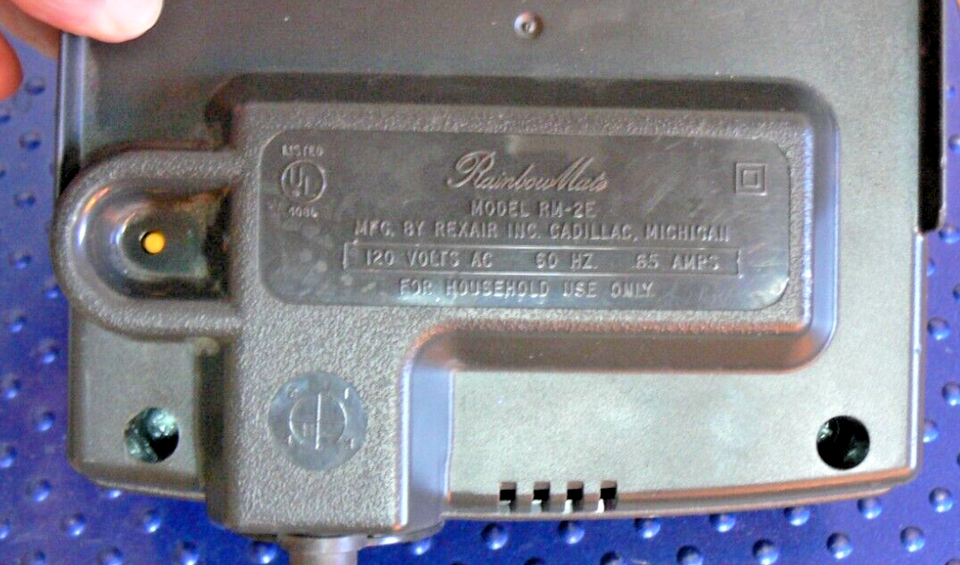 LISTED
UL
RainbowMate
MODEL RM-2E
MFG. BY REXAIR INC. CADILLAC, MICHIGAN
120 VOLTS AC 60 HZ. .85 AMPS
FOR HOUSEHOLD USE ONLY